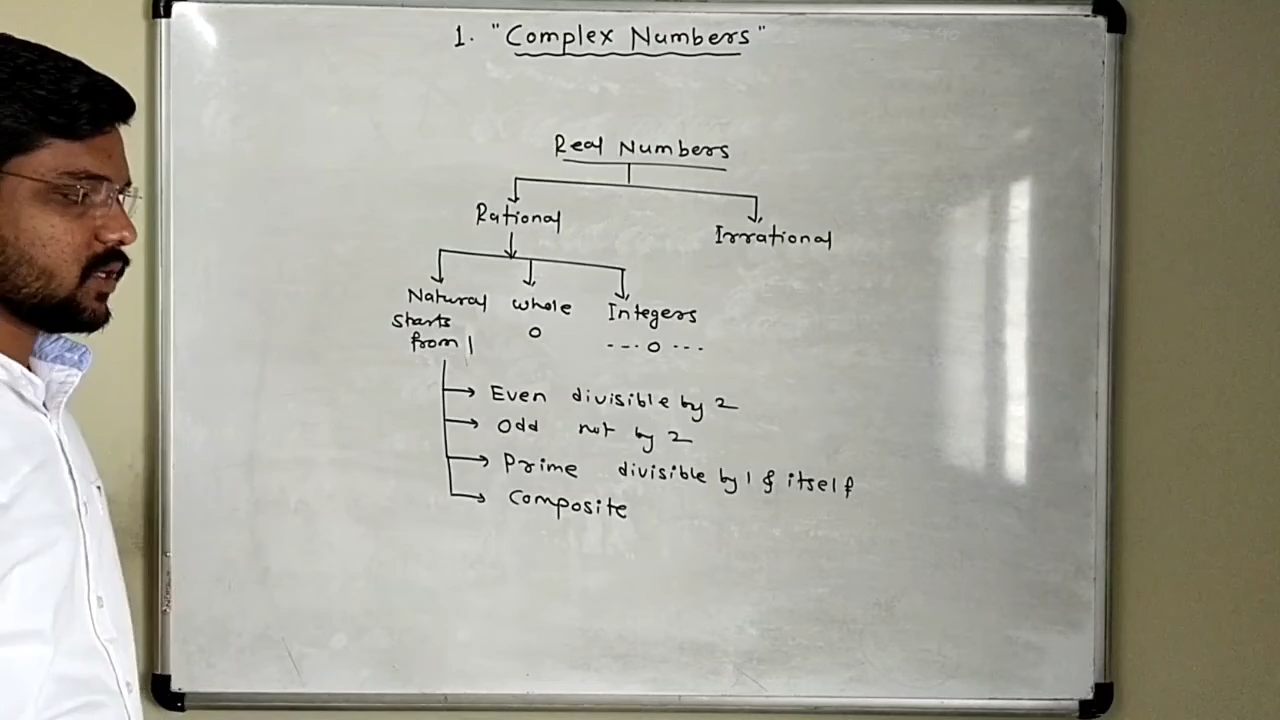 1. "Complex Numbers"
Real Numbers
Rational
Irrational
Natural whole Integers
starts from 1
0
---0---
Even divisible by 2
odd not by 2
Prime divisible by 1 & itself
composite